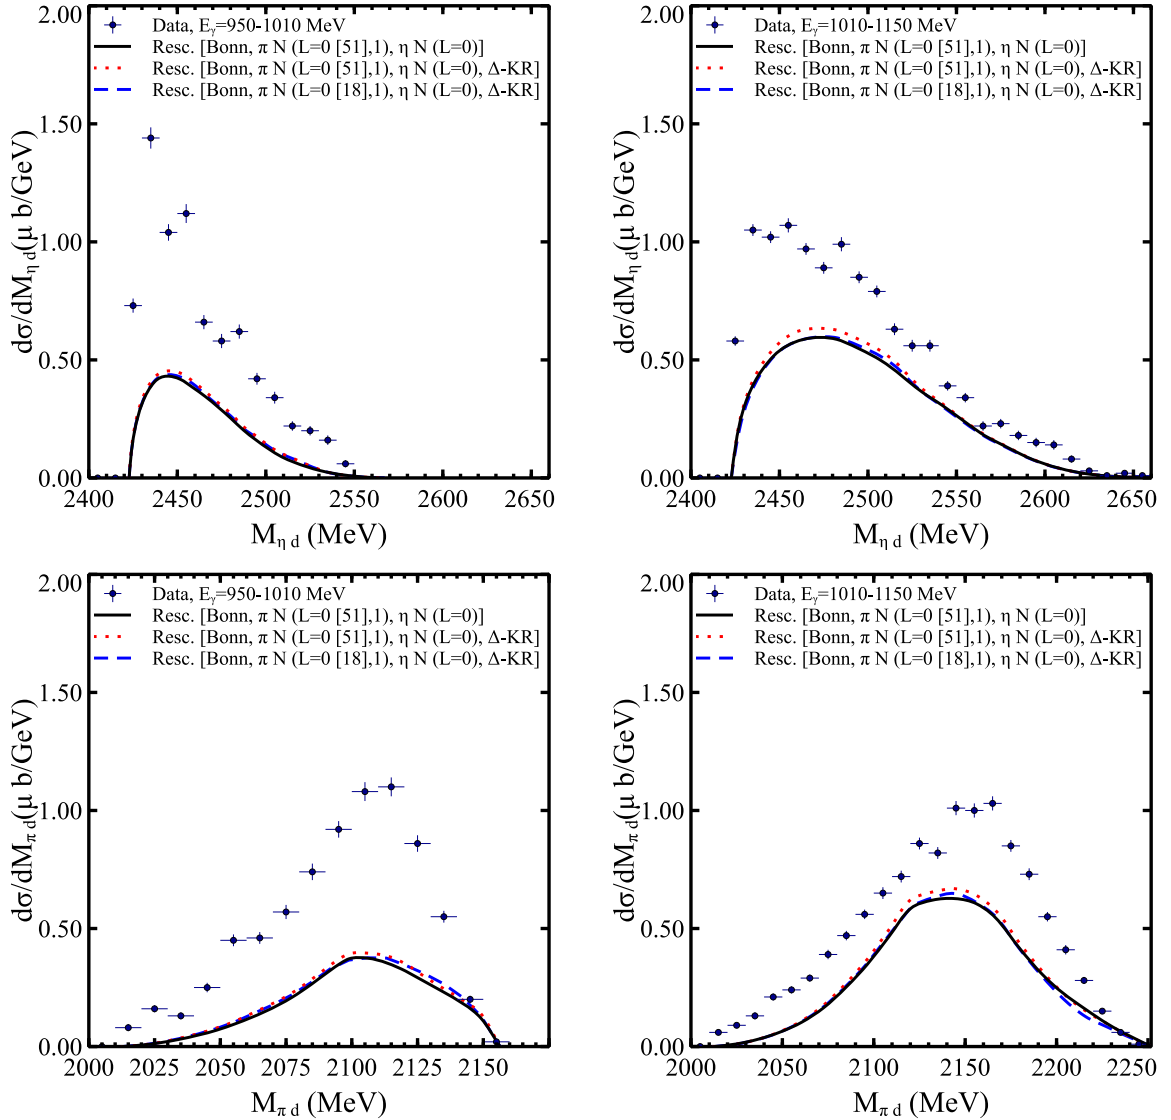 2.00
Data, Eγ=950-1010 MeV
Resc. [Bonn, π N (L=0 [51],1), η N (L=0)]
Resc. [Bonn, π N (L=0 [51],1), η N (L=0), Δ-KR]
Resc. [Bonn, π N (L=0 [18],1), η N (L=0), Δ-KR]
1.50
1.00
0.50
0.00
dσ/dM_η d(μ b/GeV)
2400 2450 2500 2550 2600 2650
M_η d (MeV)
2.00
Data, Eγ=1010-1150 MeV
Resc. [Bonn, π N (L=0 [51],1), η N (L=0)]
Resc. [Bonn, π N (L=0 [51],1), η N (L=0), Δ-KR]
Resc. [Bonn, π N (L=0 [18],1), η N (L=0), Δ-KR]
1.50
1.00
0.50
0.00
dσ/dM_η d(μ b/GeV)
2400 2450 2500 2550 2600 2650
M_η d (MeV)
2.00
Data, Eγ=950-1010 MeV
Resc. [Bonn, π N (L=0 [51],1), η N (L=0)]
Resc. [Bonn, π N (L=0 [51],1), η N (L=0), Δ-KR]
Resc. [Bonn, π N (L=0 [18],1), η N (L=0), Δ-KR]
1.50
1.00
0.50
0.00
dσ/dM_π d(μ b/GeV)
2000 2025 2050 2075 2100 2125 2150
M_π d (MeV)
2.00
Data, Eγ=1010-1150 MeV
Resc. [Bonn, π N (L=0 [51],1), η N (L=0)]
Resc. [Bonn, π N (L=0 [51],1), η N (L=0), Δ-KR]
Resc. [Bonn, π N (L=0 [18],1), η N (L=0), Δ-KR]
1.50
1.00
0.50
0.00
dσ/dM_π d(μ b/GeV)
2000 2050 2100 2150 2200 2250
M_π d (MeV)